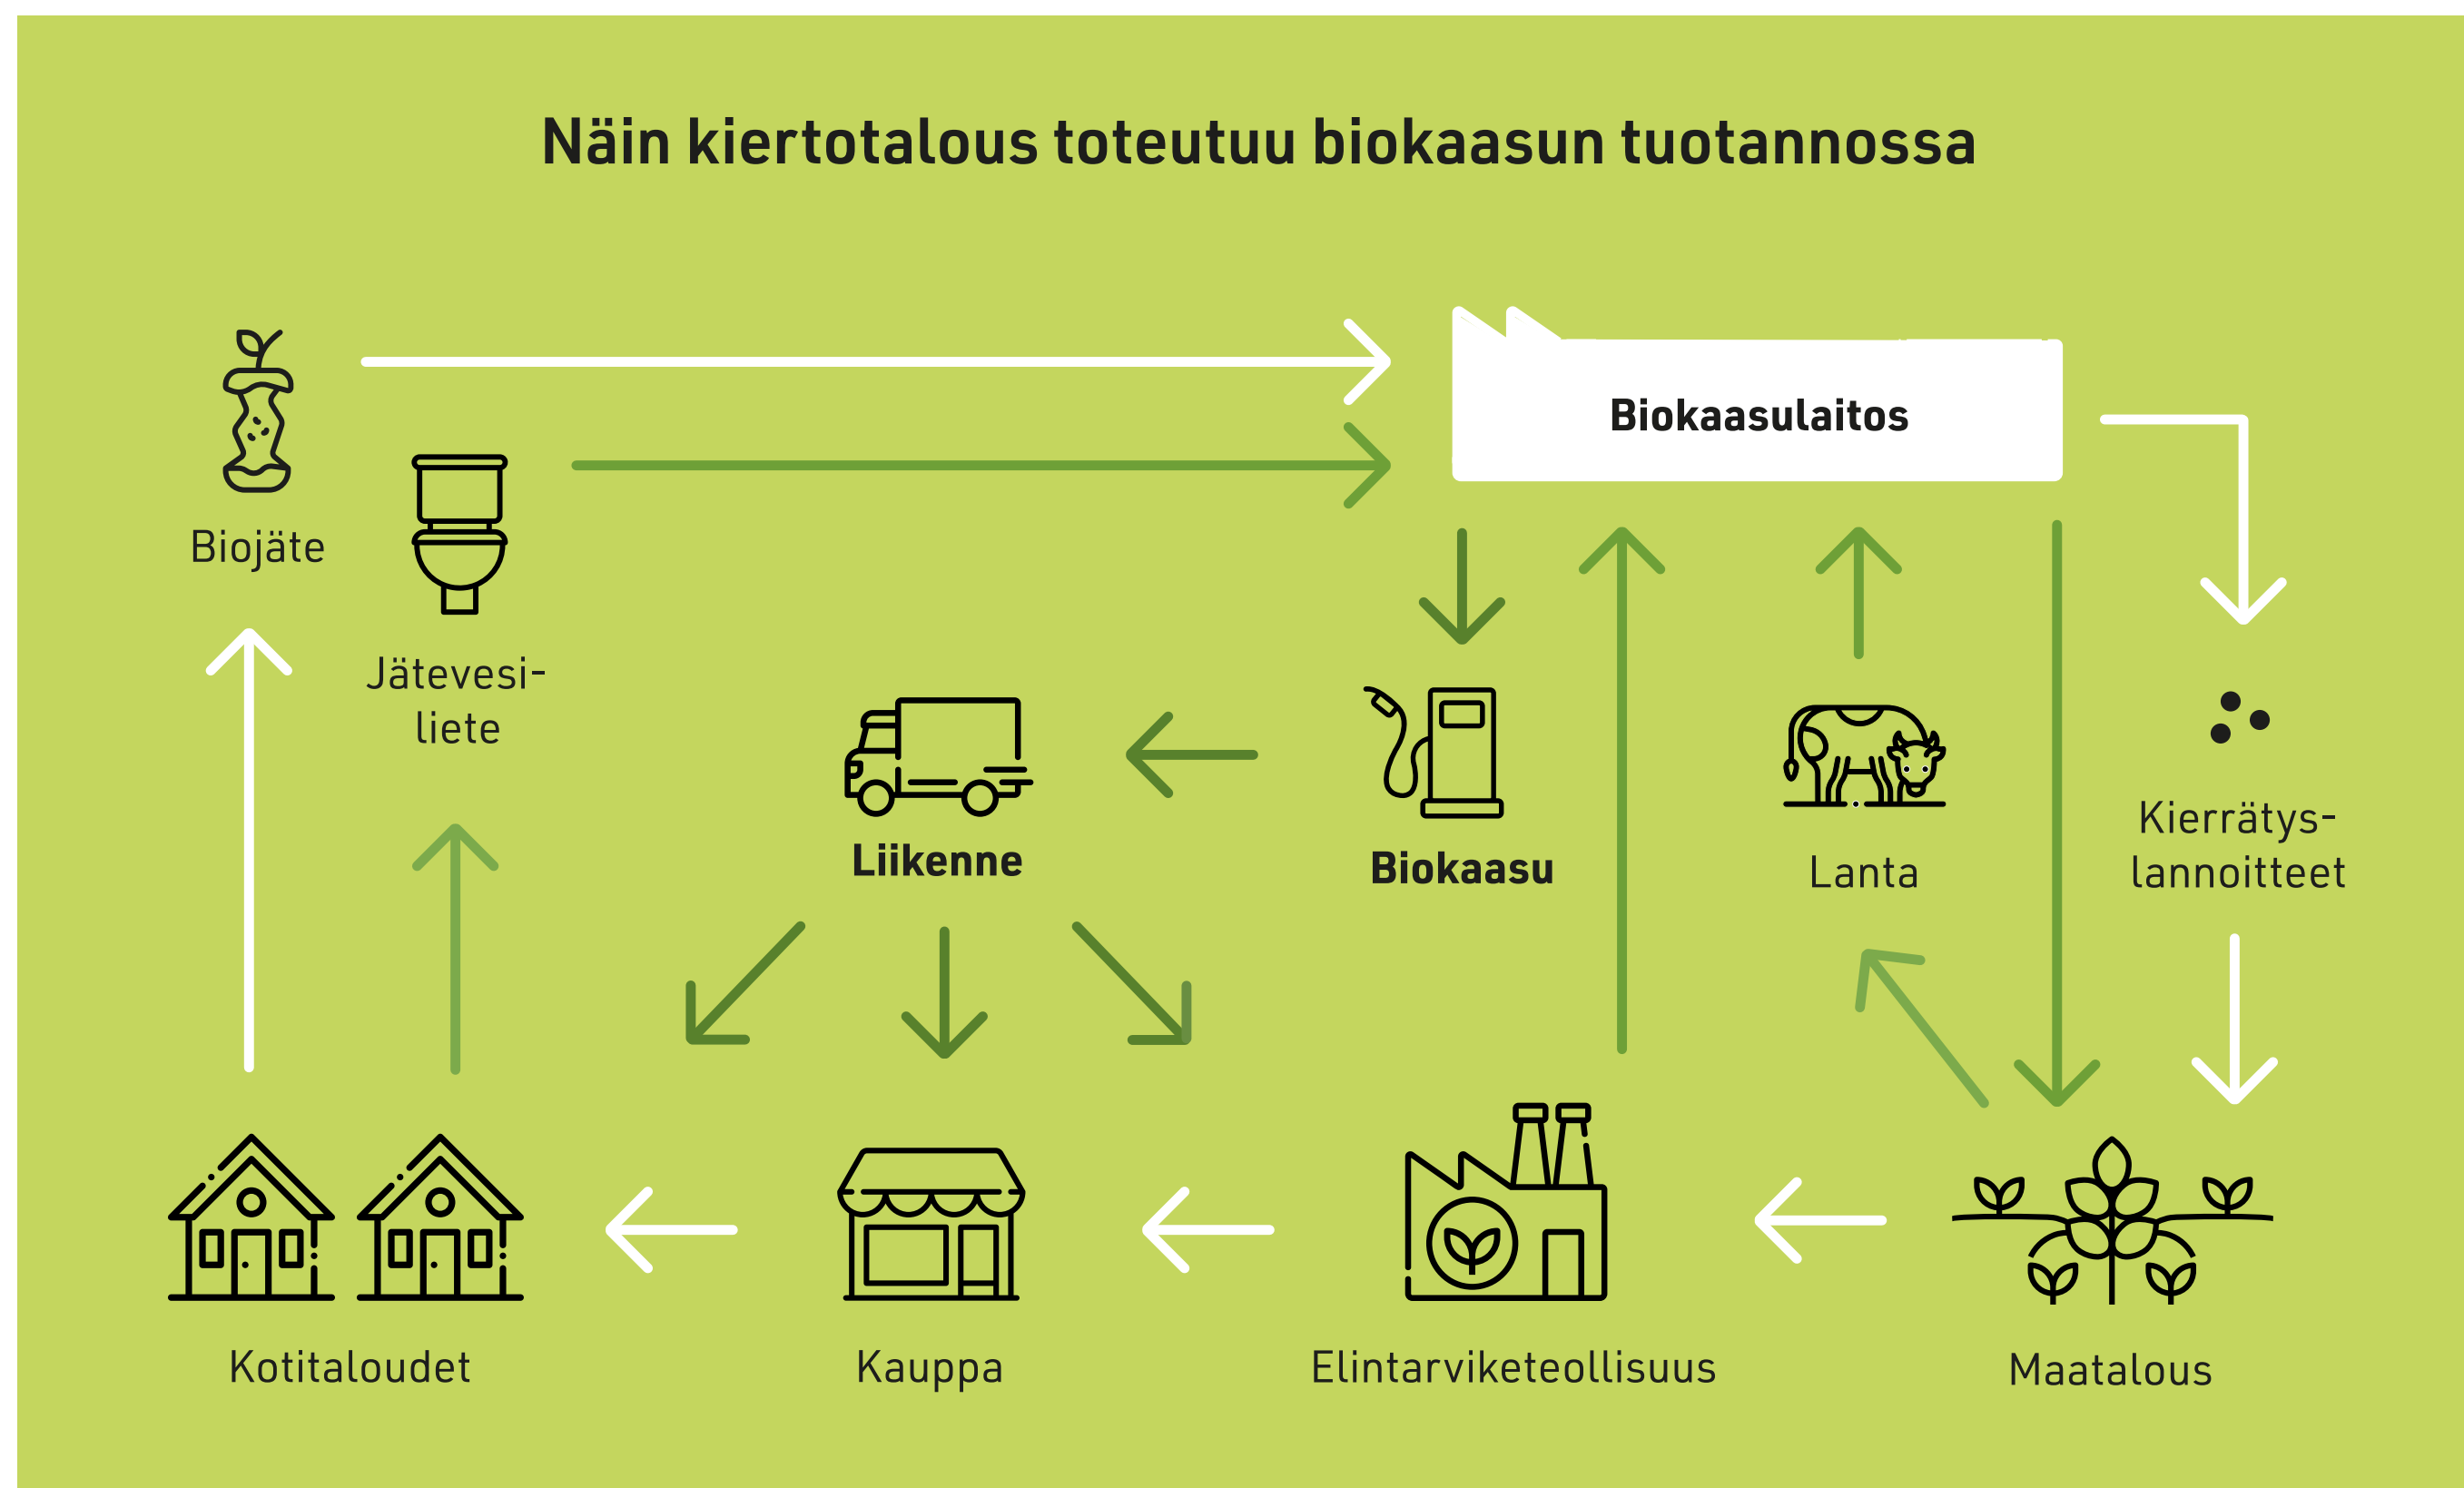 Näin kiertotalous toteutuu biokaasun tuotannossa
Biokaasulaitos
Biojäte
Jätevesi-
liete
Liikenne
Biokaasu
Lanta
Kierrätys-
lannoitteet
Kotitaloudet
Kauppa
Elintarviketeollisuus
Maatalous